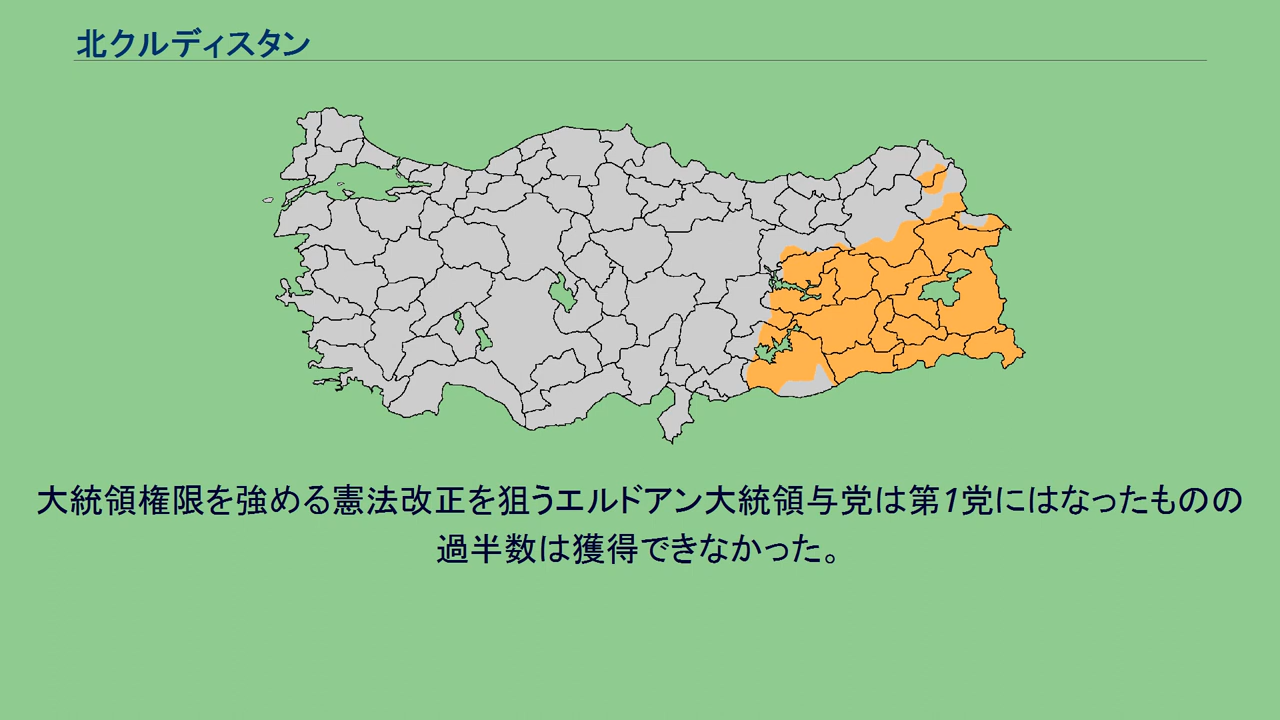 北クルディスタン
大統領権限を強める憲法改正を狙うエルドアン大統領与党は第1党にはなったものの
過半数は獲得できなかった。